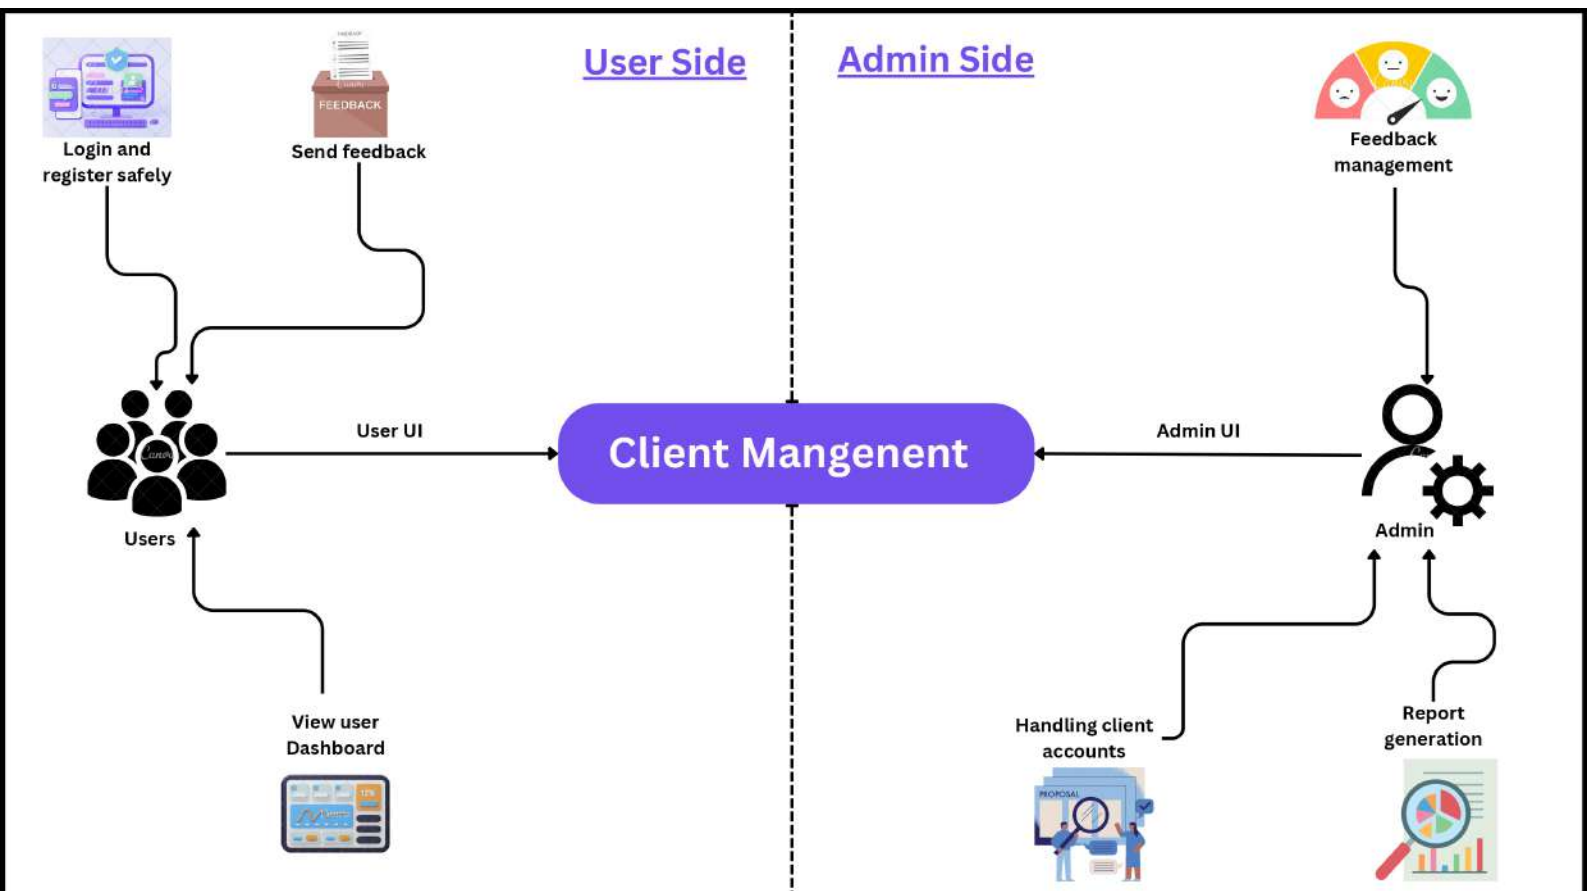 User Side
Admin Side
FEEDBACK
Login and
register safely
Send feedback
Feedback
management
User UI
Client Mangenent
Admin UI
Canva
Users
Admin
View user
Dashboard
Handling client
accounts
PROPOSAL
Report
generation